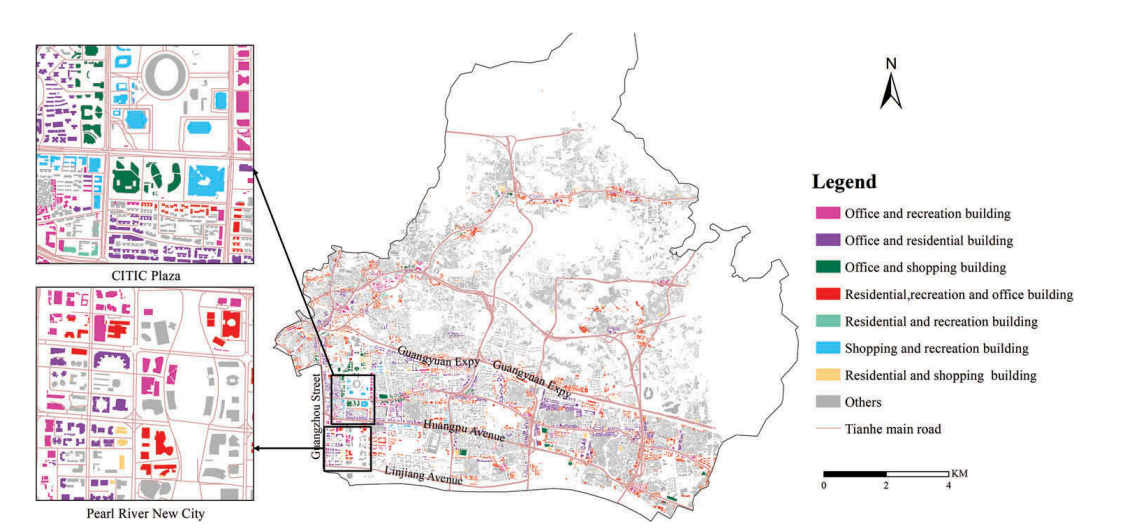 CITIC Plaza
Pearl River New City
Guangzhou Street
Guangyuan Expy
Guangyuan Expy
Huangpu Avenue
Linjiang Avenue
N
Legend
Office and recreation building
Office and residential building
Office and shopping building
Residential,recreation and office building
Residential and recreation building
Shopping and recreation building
Residential and shopping building
Others
Tianhe main road
KM
0 2 4